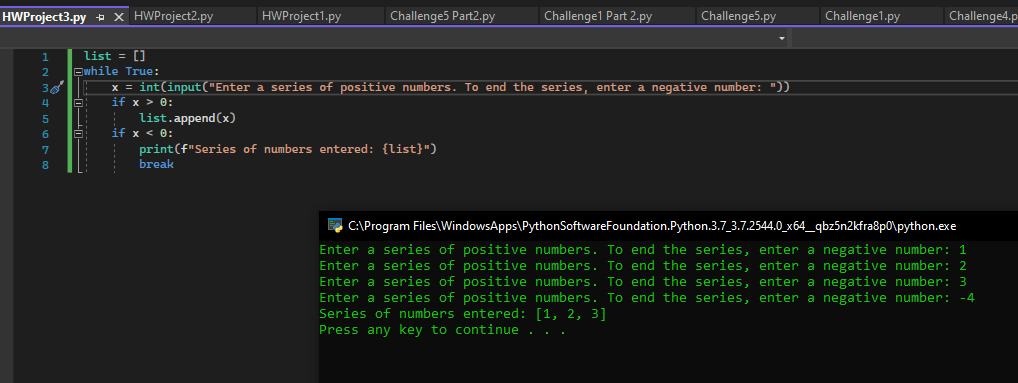 HWProject3.py HWProject2.py HWProject1.py Challenge5 Part2.py Challenge1 Part 2.py Challenge5.py Challenge1.py Challenge4.p
1 list = []
2 while True:
3 x = int(input("Enter a series of positive numbers. To end the series, enter a negative number: "))
4 if x > 0:
5 list.append(x)
6 if x < 0:
7 print(f"Series of numbers entered: {list}")
8 break
C:\Program Files\WindowsApps\PythonSoftwareFoundation.Python.3.7_3.7.2544.0_x64__qbz5n2kfra8p0\python.exe
Enter a series of positive numbers. To end the series, enter a negative number: 1
Enter a series of positive numbers. To end the series, enter a negative number: 2
Enter a series of positive numbers. To end the series, enter a negative number: 3
Enter a series of positive numbers. To end the series, enter a negative number: -4
Series of numbers entered: [1, 2, 3]
Press any key to continue . . .